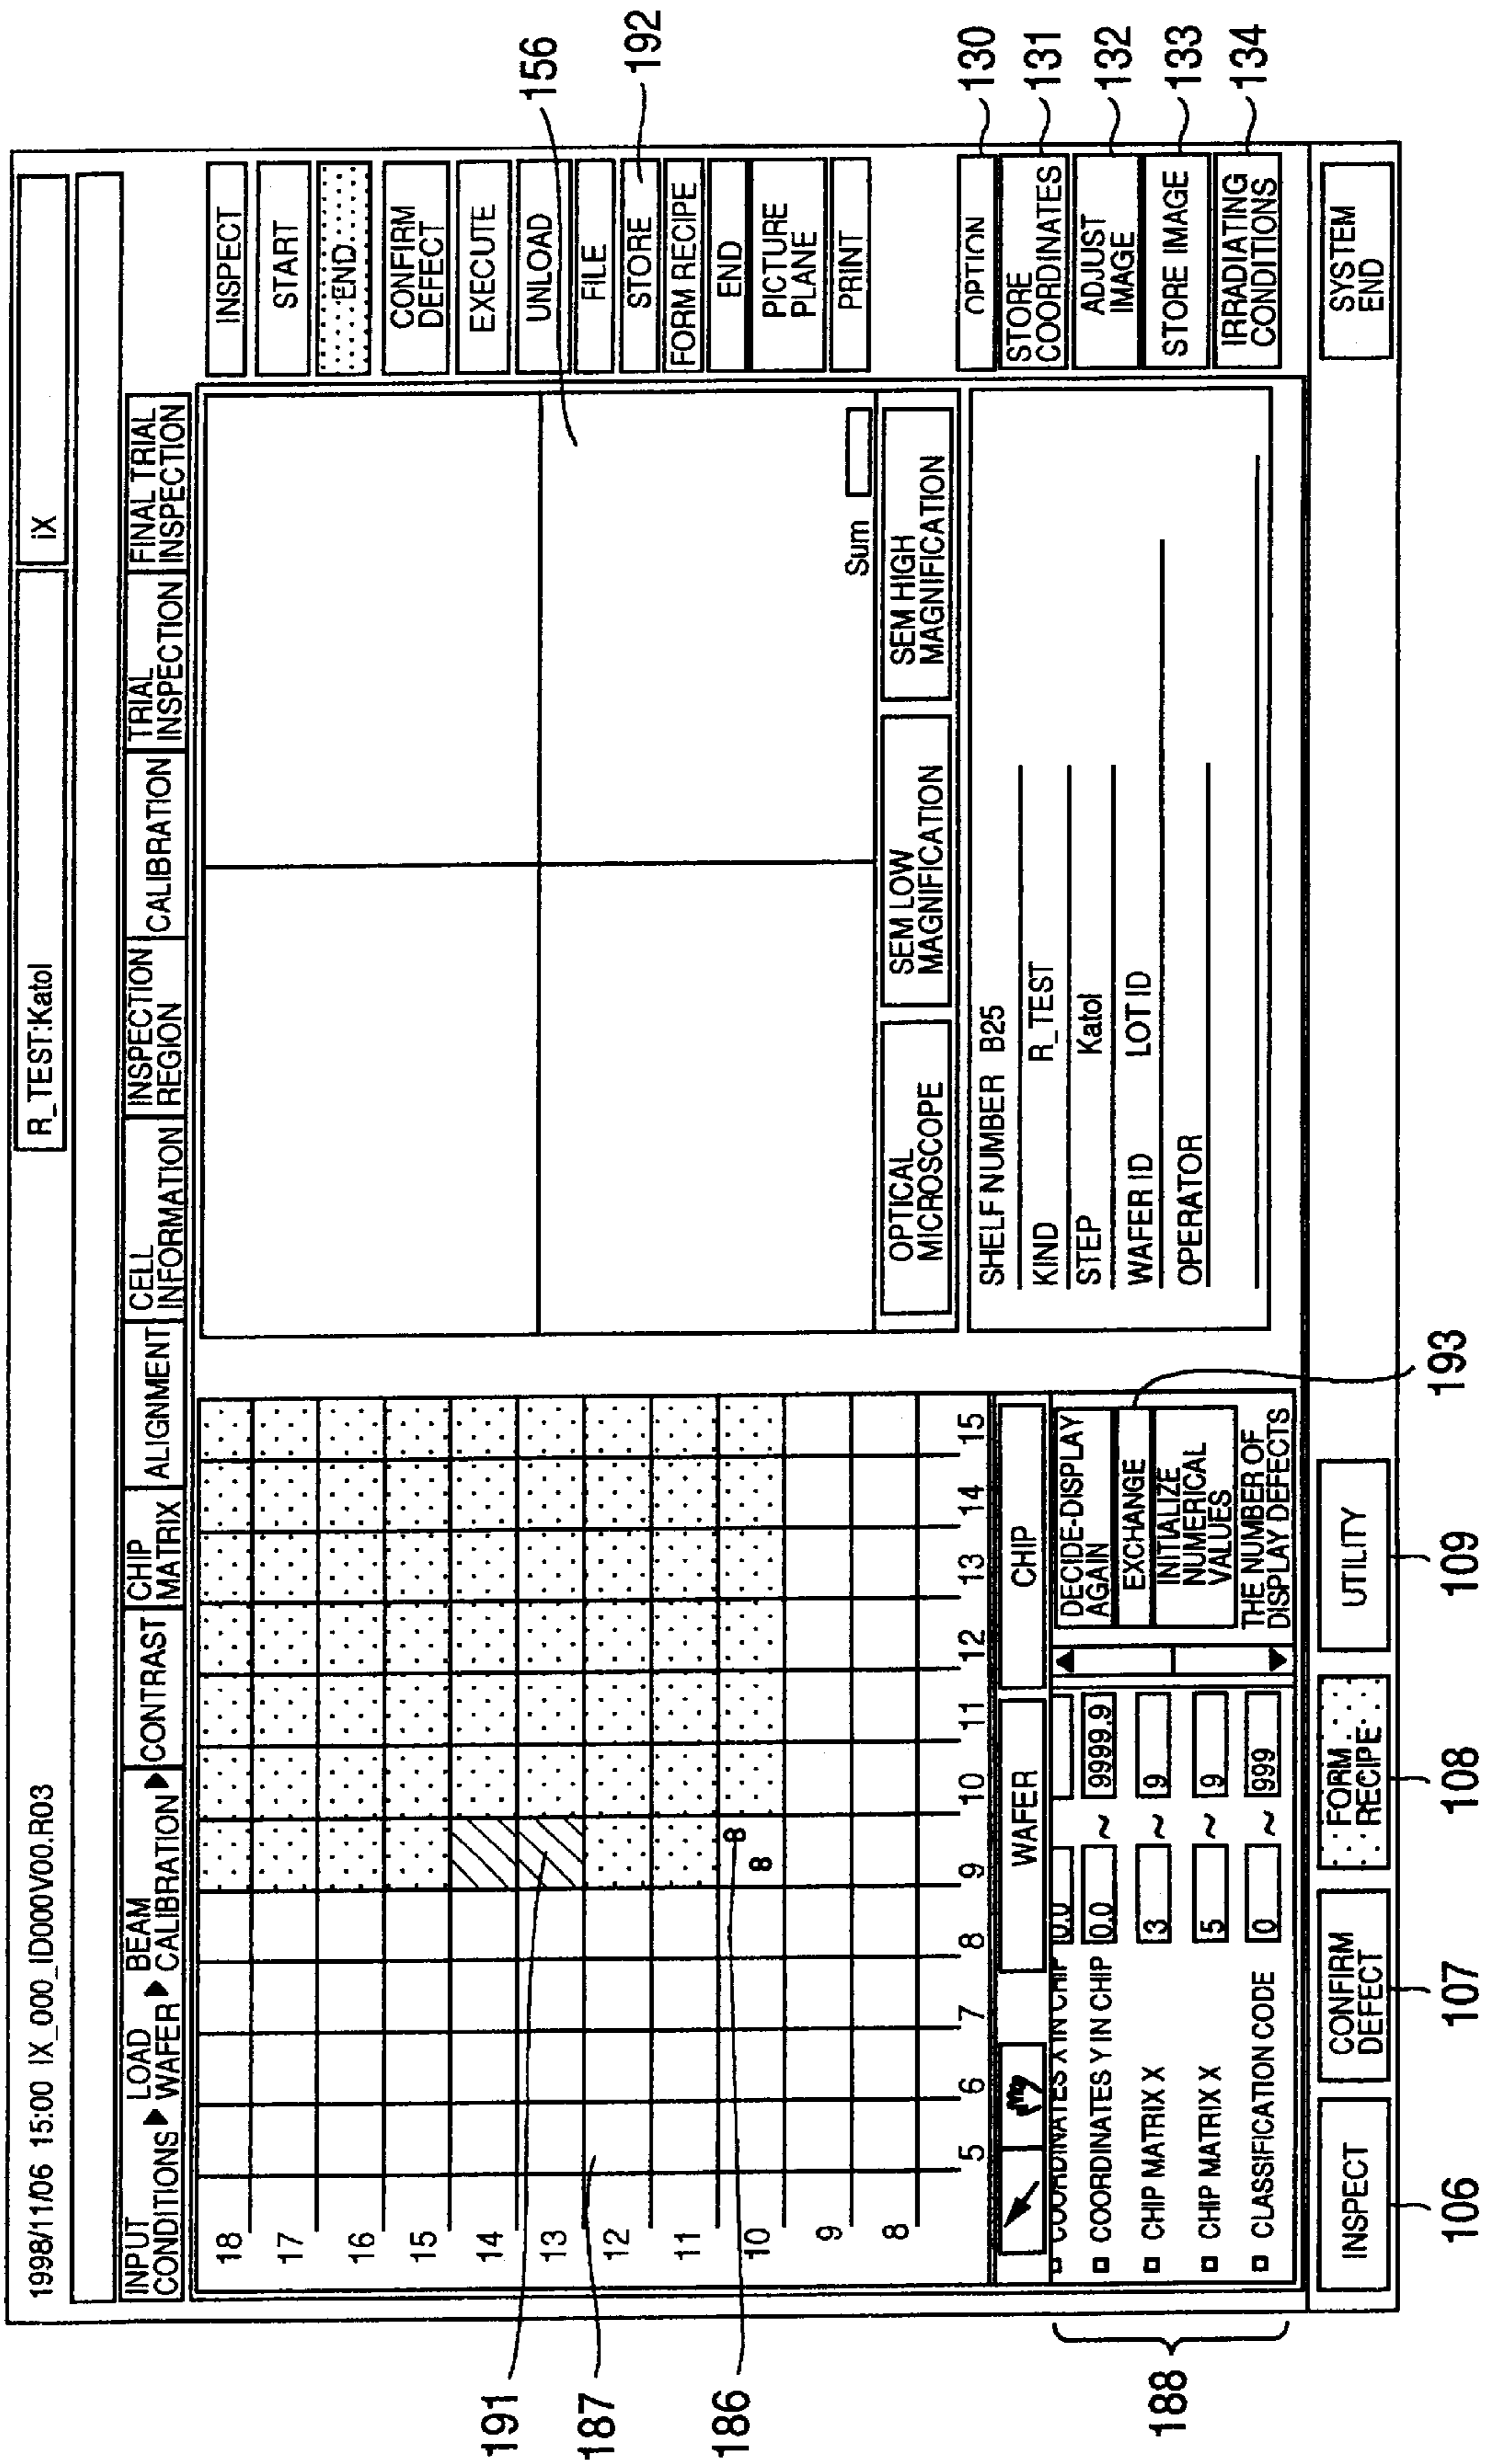 1998/11/06 15:00 IX_000_ID000V00.R03
R_TEST:Katol
iX
INPUT
CONDITIONS
LOAD
WAFER
BEAM
CALIBRATION
CONTRAST
CHIP
MATRIX
ALIGNMENT
CELL
INFORMATION
INSPECTION
REGION
CALIBRATION
TRIAL
INSPECTION
FINAL TRIAL
INSPECTION
18
17
16
15
14
13
12
11
10
9
8
5 6 7 8 9 10 11 12 13 14 15
8
8
WAFER
CHIP
COORDINATES X IN CHIP 0.0
COORDINATES Y IN CHIP 0.0 ~ 9999.9
CHIP MATRIX X 3 ~ 9
CHIP MATRIX X 5 ~ 9
CLASSIFICATION CODE 0 ~ 999
DECIDE-DISPLAY
AGAIN
EXCHANGE
INITIALIZE
NUMERICAL
VALUES
THE NUMBER OF
DISPLAY DEFECTS
Sum
OPTICAL
MICROSCOPE
SEM LOW
MAGNIFICATION
SEM HIGH
MAGNIFICATION
SHELF NUMBER B25
KIND R_TEST
STEP Katol
WAFER ID LOT ID
OPERATOR
INSPECT
START
END
CONFIRM
DEFECT
EXECUTE
UNLOAD
FILE
STORE
FORM RECIPE
END
PICTURE
PLANE
PRINT
OPTION
STORE
COORDINATES
ADJUST
IMAGE
STORE IMAGE
IRRADIATING
CONDITIONS
INSPECT
CONFIRM
DEFECT
FORM
RECIPE
UTILITY
SYSTEM
END
156
192
130
131
132
133
134
191
187
186
188
106
107
108
109
193